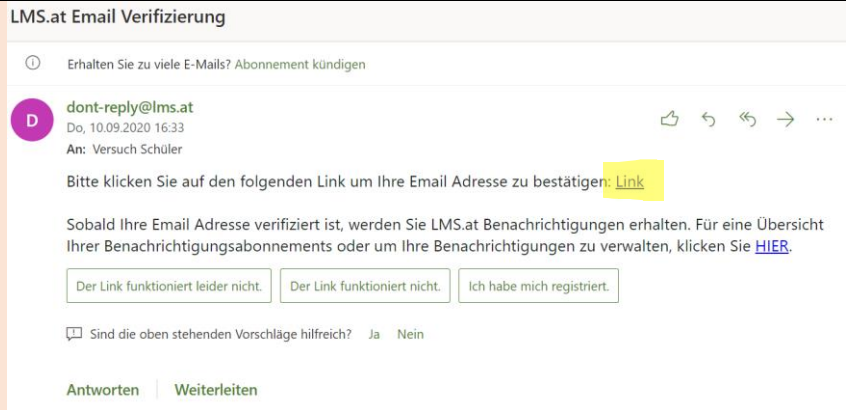 LMS.at Email Verifizierung
Erhalten Sie zu viele E-Mails? Abonnement kündigen
D
dont-reply@lms.at
Do, 10.09.2020 16:33
An: Versuch Schüler
Bitte klicken Sie auf den folgenden Link um Ihre Email Adresse zu bestätigen: Link
Sobald Ihre Email Adresse verifiziert ist, werden Sie LMS.at Benachrichtigungen erhalten. Für eine Übersicht
Ihrer Benachrichtigungsabonnements oder um Ihre Benachrichtigungen zu verwalten, klicken Sie HIER.
Der Link funktioniert leider nicht. Der Link funktioniert nicht. Ich habe mich registriert.
Sind die oben stehenden Vorschläge hilfreich? Ja Nein
Antworten Weiterleiten